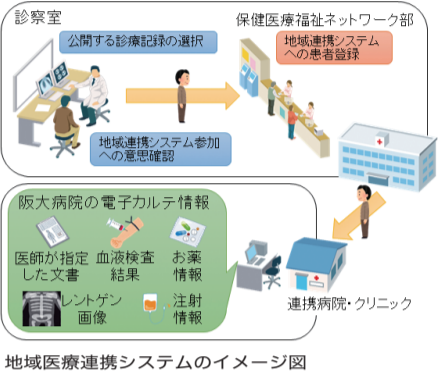 診察室
公開する診療記録の選択
地域連携システム参加
への意思確認
保健医療福祉ネットワーク部
地域連携システム
への患者登録
阪大病院の電子カルテ情報
医師が指定
した文書
血液検査
結果
お薬
情報
レントゲン
画像
注射
情報
連携病院・クリニック
地域医療連携システムのイメージ図